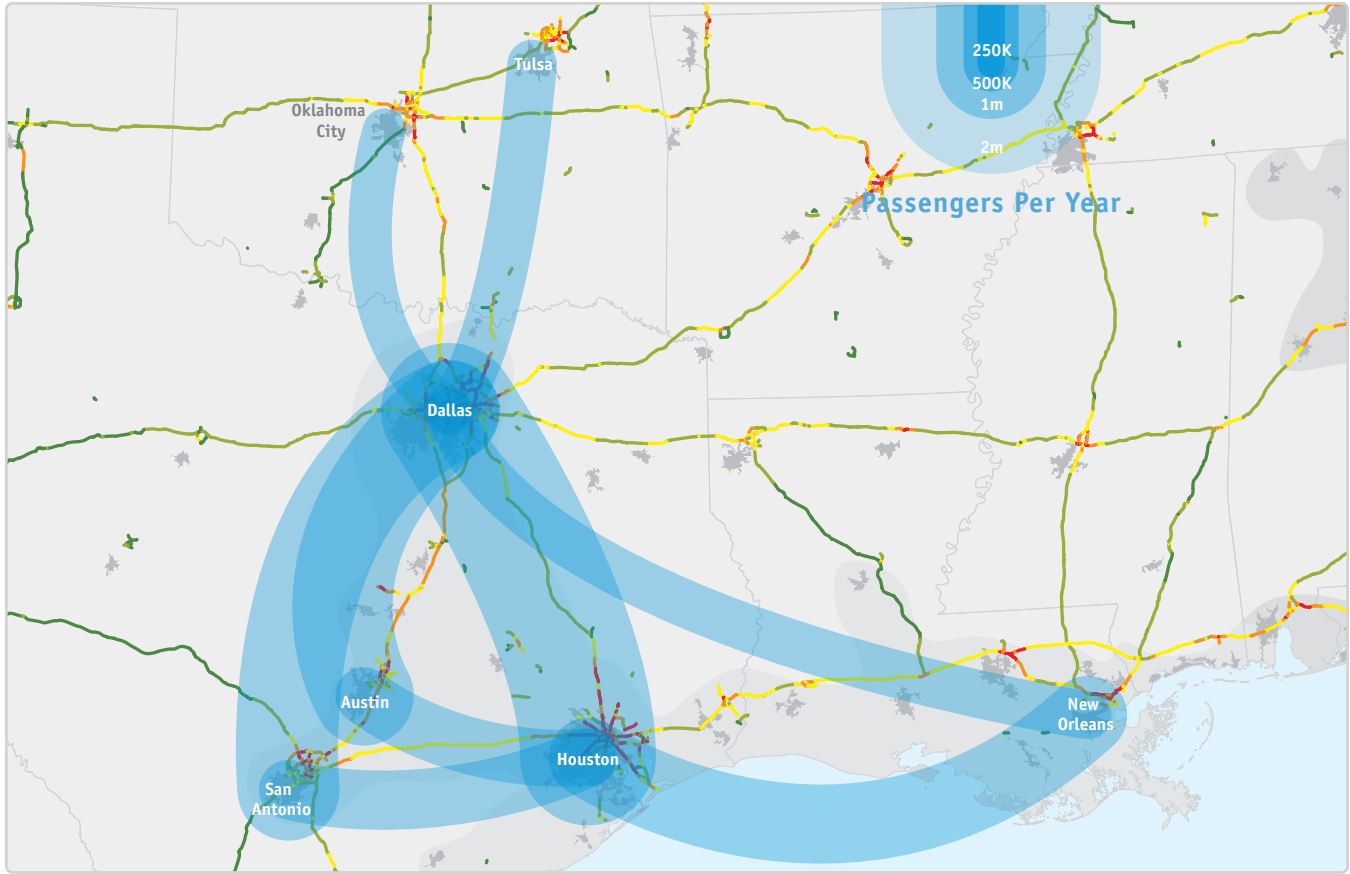 Tulsa
250K
500K
1m
2m
Oklahoma
City
Passengers Per Year
Dallas
Austin
New
Orleans
Houston
San
Antonio